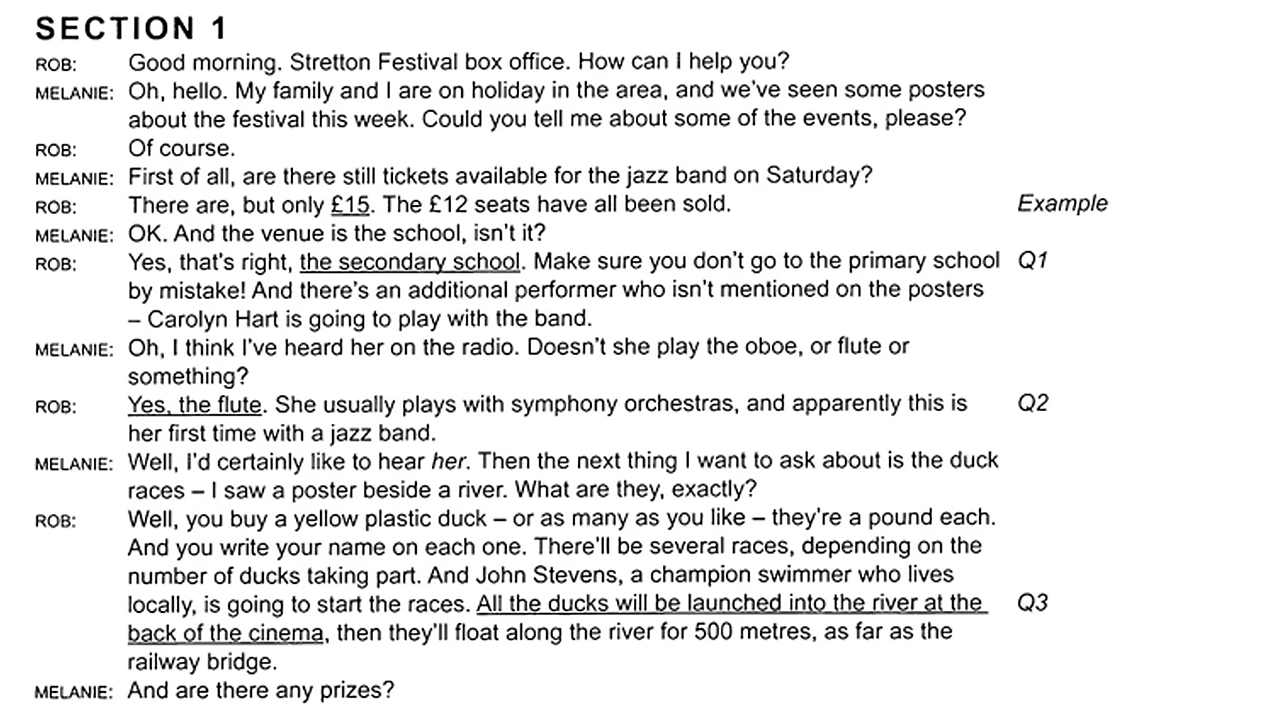 SECTION 1
ROB: Good morning. Stretton Festival box office. How can I help you?
MELANIE: Oh, hello. My family and I are on holiday in the area, and we've seen some posters
about the festival this week. Could you tell me about some of the events, please?
ROB: Of course.
MELANIE: First of all, are there still tickets available for the jazz band on Saturday?
ROB: There are, but only £15. The £12 seats have all been sold. Example
MELANIE: OK. And the venue is the school, isn't it?
ROB: Yes, that's right, the secondary school. Make sure you don't go to the primary school Q1
by mistake! And there's an additional performer who isn't mentioned on the posters
– Carolyn Hart is going to play with the band.
MELANIE: Oh, I think I've heard her on the radio. Doesn't she play the oboe, or flute or
something?
ROB: Yes, the flute. She usually plays with symphony orchestras, and apparently this is Q2
her first time with a jazz band.
MELANIE: Well, I'd certainly like to hear her. Then the next thing I want to ask about is the duck
races – I saw a poster beside a river. What are they, exactly?
ROB: Well, you buy a yellow plastic duck – or as many as you like – they're a pound each.
And you write your name on each one. There'll be several races, depending on the
number of ducks taking part. And John Stevens, a champion swimmer who lives
locally, is going to start the races. All the ducks will be launched into the river at the Q3
back of the cinema, then they'll float along the river for 500 metres, as far as the
railway bridge.
MELANIE: And are there any prizes?